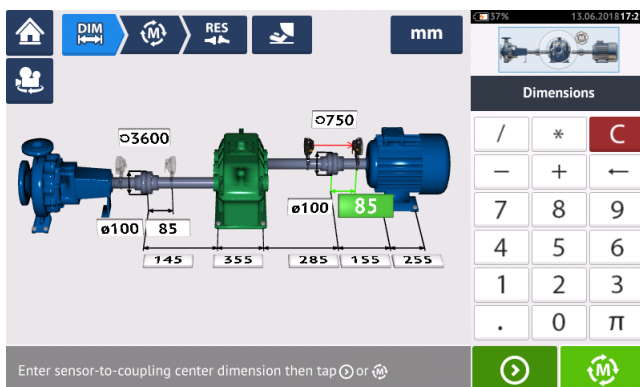 DIM
M
RES
mm
37%
13.06.2018 17:2
Dimensions
3600
750
ø100
85
ø100
85
145
355
285
155
255
/
*
C
—
+
←
7
8
9
4
5
6
1
2
3
.
0
π
Enter sensor-to-coupling center dimension then tap or M
M